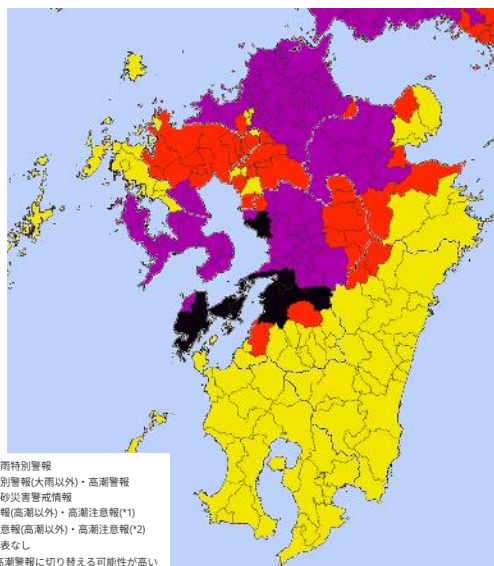 雨特別警報
別警報(大雨以外)・高潮警報
砂災害警戒情報
報(高潮以外)・高潮注意報(*1)
意報(高潮以外)・高潮注意報(*2)
表なし
高潮警報に切り替える可能性が高い